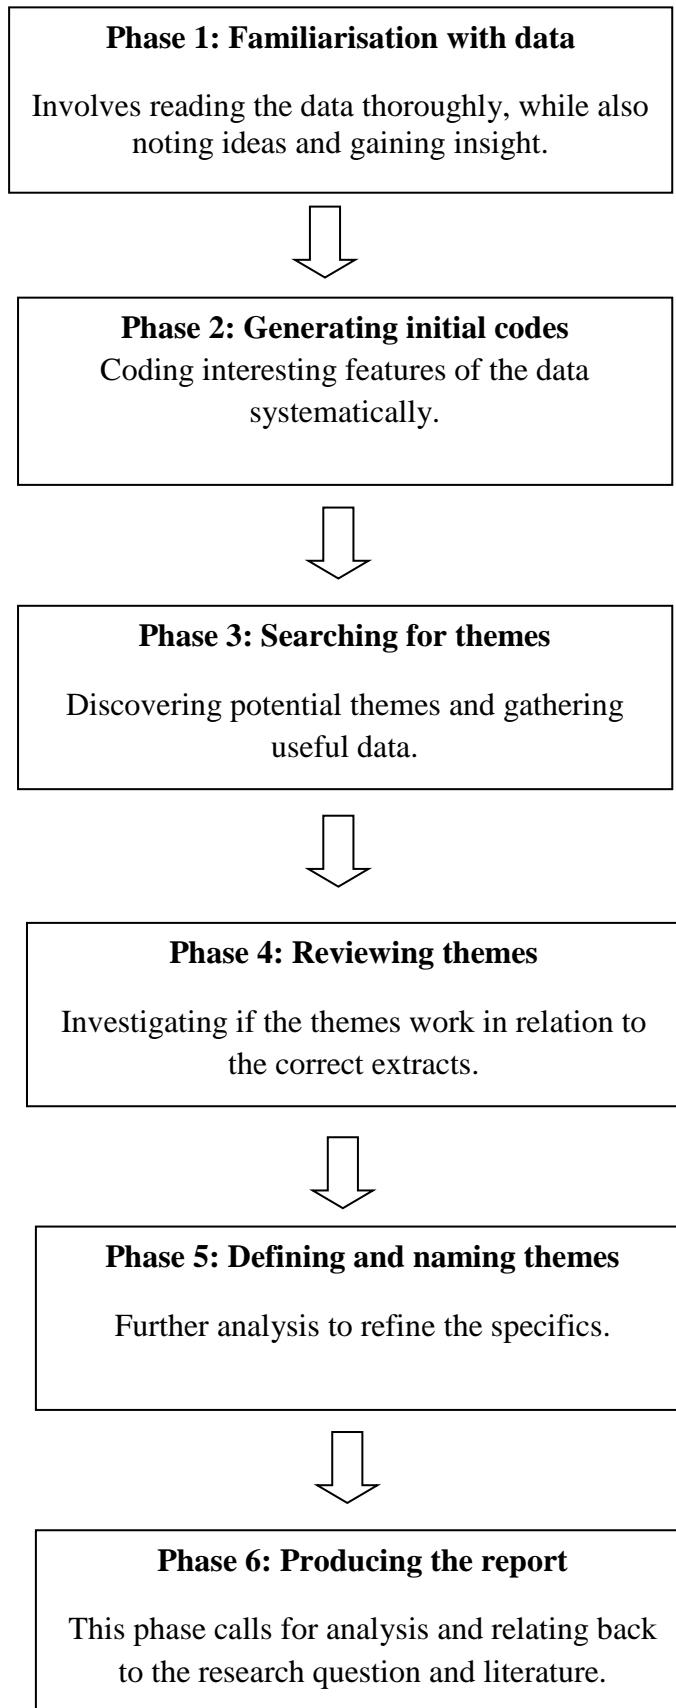 Phase 1: Familiarisation with data
Involves reading the data thoroughly, while also
noting ideas and gaining insight.
Phase 2: Generating initial codes
Coding interesting features of the data
systematically.
Phase 3: Searching for themes
Discovering potential themes and gathering
useful data.
Phase 4: Reviewing themes
Investigating if the themes work in relation to
the correct extracts.
Phase 5: Defining and naming themes
Further analysis to refine the specifics.
Phase 6: Producing the report
This phase calls for analysis and relating back
to the research question and literature.